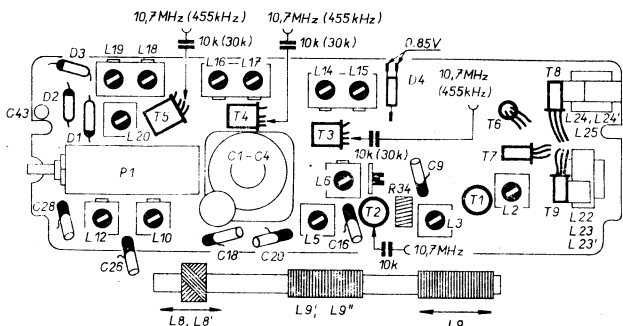 10,7MHz (455kHz)
10,7MHz (455kHz)
10k (30k)
10k (30k)
0.85V
10,7MHz
(455kHz)
D3
L19
L18
L16
L17
L14
L15
D4
T8
D2
C43
D1
L20
T5
T4
T3
10k (30k)
T6
L24, L24'
L25
T7
P1
C1-C4
L6
C9
R34
T1
L2
T9
C28
L12
L10
C26
C18
C20
L5
C16
T2
L3
L22
L23
L23'
10k
10,7MHz
L8, L8'
L9', L9"
L9